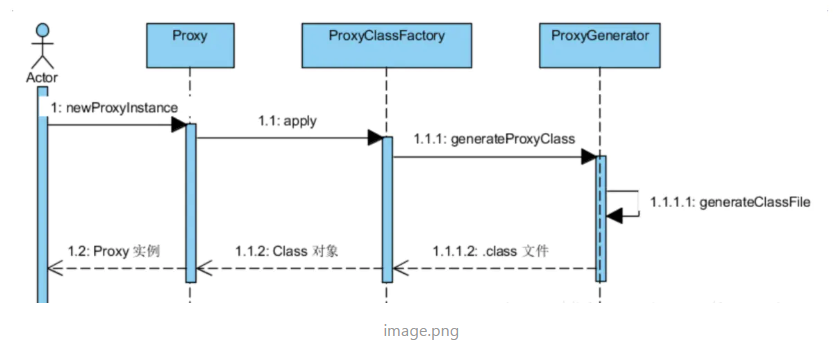 Proxy
ProxyClassFactory
ProxyGenerator
Actor
1: newProxyInstance
1.1: apply
1.1.1: generateProxyClass
1.1.1.1: generateClassFile
1.2: Proxy 实例
1.1.2: Class 对象
1.1.1.2: .class 文件
image.png